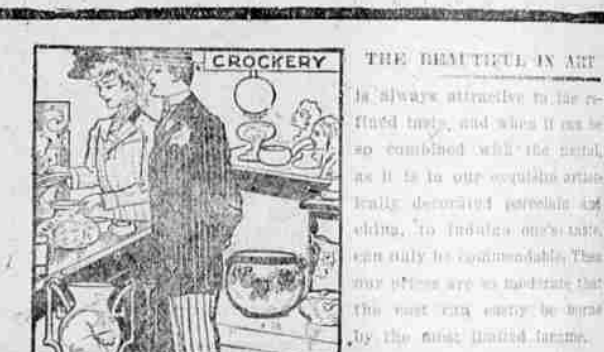 CROCKERY
THE BEAUTIFUL IN ART
is always attractive to the re-
fined taste, and when it can be
so combined with the useful,
as it is in our exquisite artist-
ically decorated porcelain and
china, to indulge one's taste,
can only be commendable. Then
our prices are so moderate that
the cost can easily be borne
by the most limited income.